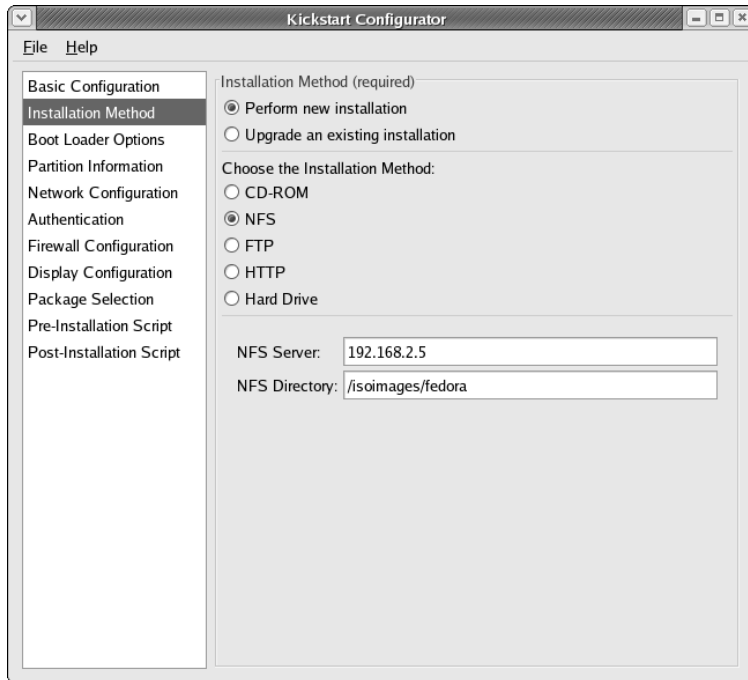 Kickstart Configurator
File Help
Basic Configuration
Installation Method
Boot Loader Options
Partition Information
Network Configuration
Authentication
Firewall Configuration
Display Configuration
Package Selection
Pre-Installation Script
Post-Installation Script
Installation Method (required)
Perform new installation
Upgrade an existing installation
Choose the Installation Method:
CD-ROM
NFS
FTP
HTTP
Hard Drive
NFS Server: 192.168.2.5
NFS Directory: /isoimages/fedora